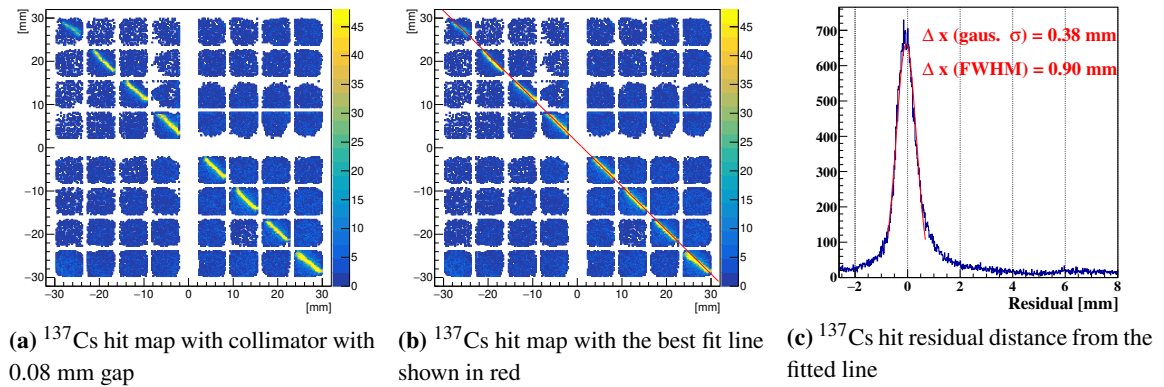 [mm]
30
20
10
0
−10
−20
−30
−30 −20 −10 0 10 20 30
[mm]
45
40
35
30
25
20
15
10
5
0
[mm]
30
20
10
0
−10
−20
−30
−30 −20 −10 0 10 20 30
[mm]
45
40
35
30
25
20
15
10
5
0
700
600
500
400
300
200
100
0
Δ x (gaus. σ) = 0.38 mm
Δ x (FWHM) = 0.90 mm
−2 0 2 4 6 8
Residual [mm]
(a) ¹³⁷Cs hit map with collimator with
0.08 mm gap
(b) ¹³⁷Cs hit map with the best fit line
shown in red
(c) ¹³⁷Cs hit residual distance from the
fitted line